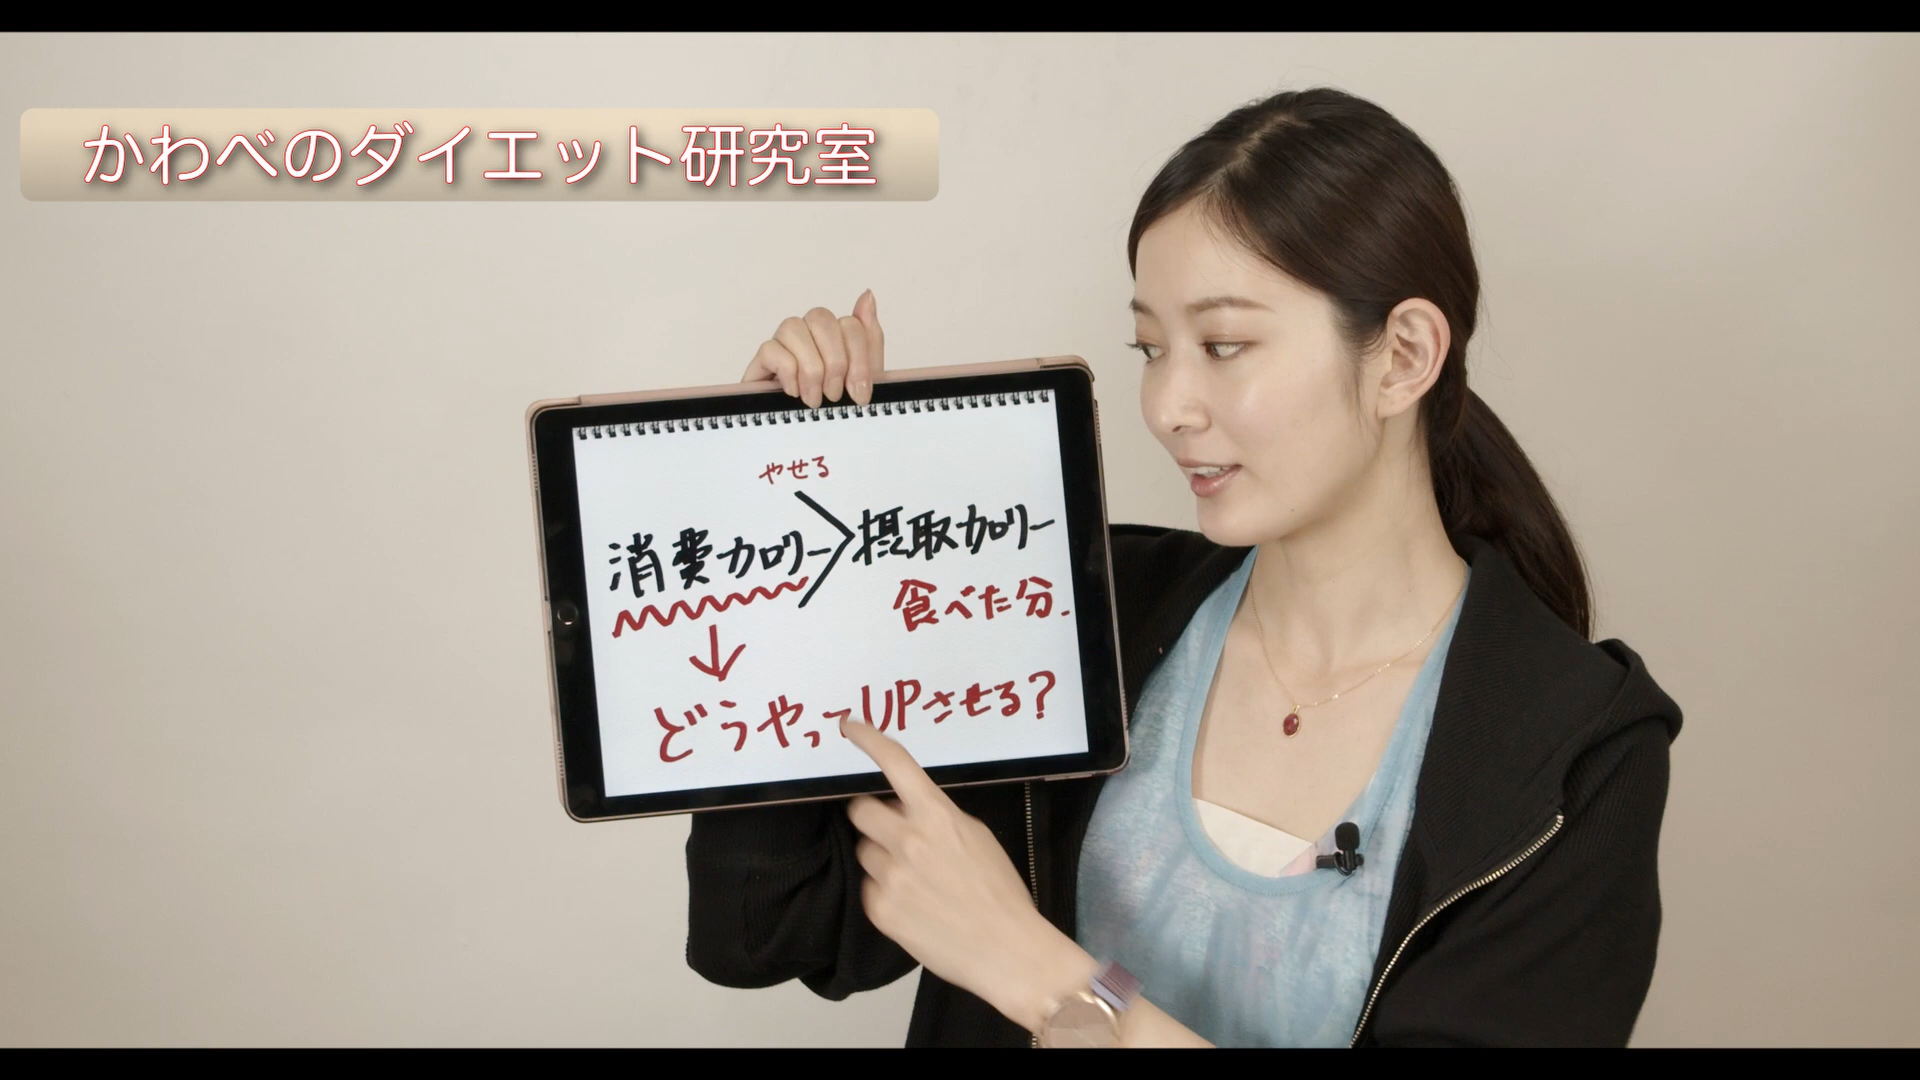 かわべのダイエット研究室
やせる
消費カロリー>摂取カロリー
食べた分.
↓
どうやってUPさせる?